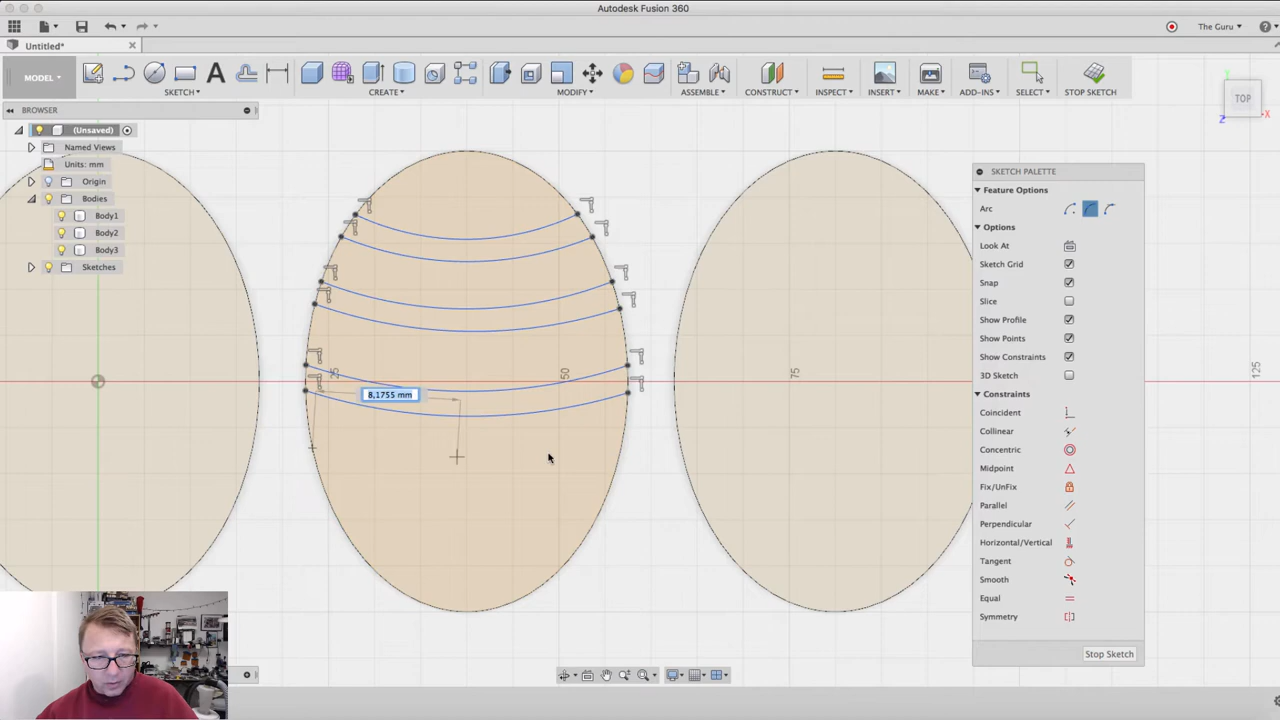 Autodesk Fusion 360
The Guru
Untitled*
MODEL
SKETCH
CREATE
MODIFY
ASSEMBLE
CONSTRUCT
INSPECT
INSERT
MAKE
ADD-INS
SELECT
STOP SKETCH
TOP
X
Z
BROWSER
(Unsaved)
Named Views
Units: mm
Origin
Bodies
Body1
Body2
Body3
Sketches
25
50
75
125
8,1755 mm
SKETCH PALETTE
Feature Options
Arc
Options
Look At
Sketch Grid
Snap
Slice
Show Profile
Show Points
Show Constraints
3D Sketch
Constraints
Coincident
Collinear
Concentric
Midpoint
Fix/UnFix
Parallel
Perpendicular
Horizontal/Vertical
Tangent
Smooth
Equal
Symmetry
Stop Sketch